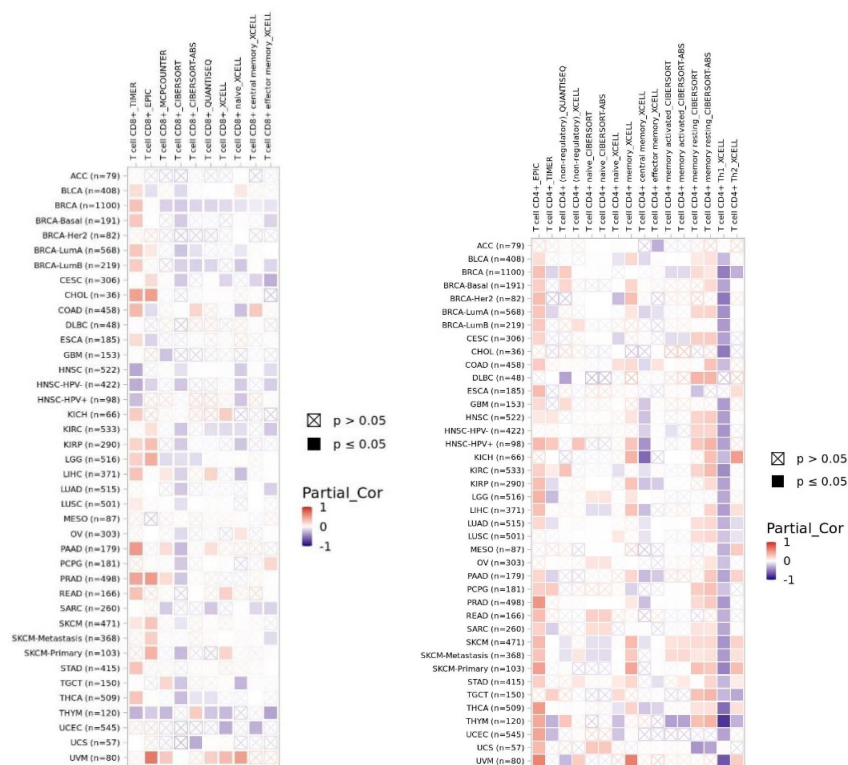 T cell CD8+_TIMER
T cell CD8+_EPIC
T cell CD8+_MCPCOUNTER
T cell CD8+_CIBERSORT
T cell CD8+_CIBERSORT-ABS
T cell CD8+_QUANTISEQ
T cell CD8+_XCELL
T cell CD8+ naive_XCELL
T cell CD8+ central memory_XCELL
T cell CD8+ effector memory_XCELL
ACC (n=79)
BLCA (n=408)
BRCA (n=1100)
BRCA-Basal (n=191)
BRCA-Her2 (n=82)
BRCA-LumA (n=568)
BRCA-LumB (n=219)
CESC (n=306)
CHOL (n=36)
COAD (n=458)
DLBC (n=48)
ESCA (n=185)
GBM (n=153)
HNSC (n=522)
HNSC-HPV- (n=422)
HNSC-HPV+ (n=98)
KICH (n=66)
KIRC (n=533)
KIRP (n=290)
LGG (n=516)
LIHC (n=371)
LUAD (n=515)
LUSC (n=501)
MESO (n=87)
OV (n=303)
PAAD (n=179)
PCPG (n=181)
PRAD (n=498)
READ (n=166)
SARC (n=260)
SKCM (n=471)
SKCM-Metastasis (n=368)
SKCM-Primary (n=103)
STAD (n=415)
TGCT (n=150)
THCA (n=509)
THYM (n=120)
UCEC (n=545)
UCS (n=57)
UVM (n=80)
p > 0.05
p ≤ 0.05
Partial_Cor
1
0
-1
T cell CD4+_EPIC
T cell CD4+_TIMER
T cell CD4+ (non-regulatory)_QUANTISEQ
T cell CD4+ (non-regulatory)_XCELL
T cell CD4+ naive_CIBERSORT
T cell CD4+ naive_CIBERSORT-ABS
T cell CD4+ naive_XCELL
T cell CD4+ memory_XCELL
T cell CD4+ central memory_XCELL
T cell CD4+ effector memory_XCELL
T cell CD4+ memory activated_CIBERSORT
T cell CD4+ memory activated_CIBERSORT-ABS
T cell CD4+ memory resting_CIBERSORT
T cell CD4+ memory resting_CIBERSORT-ABS
T cell CD4+ Th1_XCELL
T cell CD4+ Th2_XCELL
ACC (n=79)
BLCA (n=408)
BRCA (n=1100)
BRCA-Basal (n=191)
BRCA-Her2 (n=82)
BRCA-LumA (n=568)
BRCA-LumB (n=219)
CESC (n=306)
CHOL (n=36)
COAD (n=458)
DLBC (n=48)
ESCA (n=185)
GBM (n=153)
HNSC (n=522)
HNSC-HPV- (n=422)
HNSC-HPV+ (n=98)
KICH (n=66)
KIRC (n=533)
KIRP (n=290)
LGG (n=516)
LIHC (n=371)
LUAD (n=515)
LUSC (n=501)
MESO (n=87)
OV (n=303)
PAAD (n=179)
PCPG (n=181)
PRAD (n=498)
READ (n=166)
SARC (n=260)
SKCM (n=471)
SKCM-Metastasis (n=368)
SKCM-Primary (n=103)
STAD (n=415)
TGCT (n=150)
THCA (n=509)
THYM (n=120)
UCEC (n=545)
UCS (n=57)
UVM (n=80)
p > 0.05
p ≤ 0.05
Partial_Cor
1
0
-1